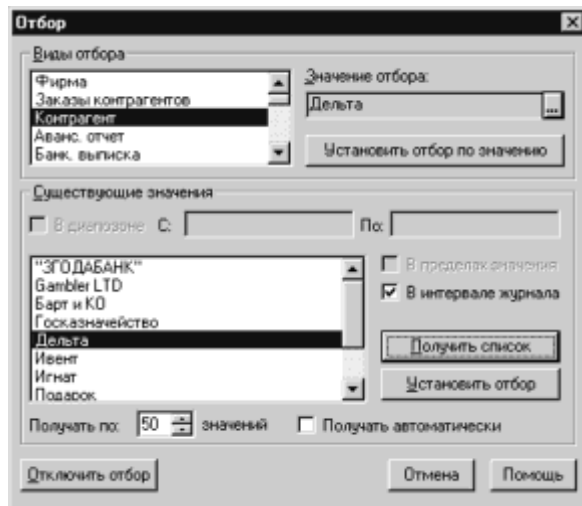 Отбор
Виды отбора
Фирма
Заказы контрагентов
Контрагент
Аванс. отчет
Банк. выписка
Значение отбора:
Дельта
...
Установить отбор по значению
Существующие значения
В диапозоне С: По:
"ЗГОДАБАНК"
Gambler LTD
Барт и КО
Госказначейство
Дельта
Ивент
Игнат
Подарок
В пределах значения
В интервале журнала
Получить список
Установить отбор
Получать по: 50 значений Получать автоматически
Отключить отбор Отмена Помощь